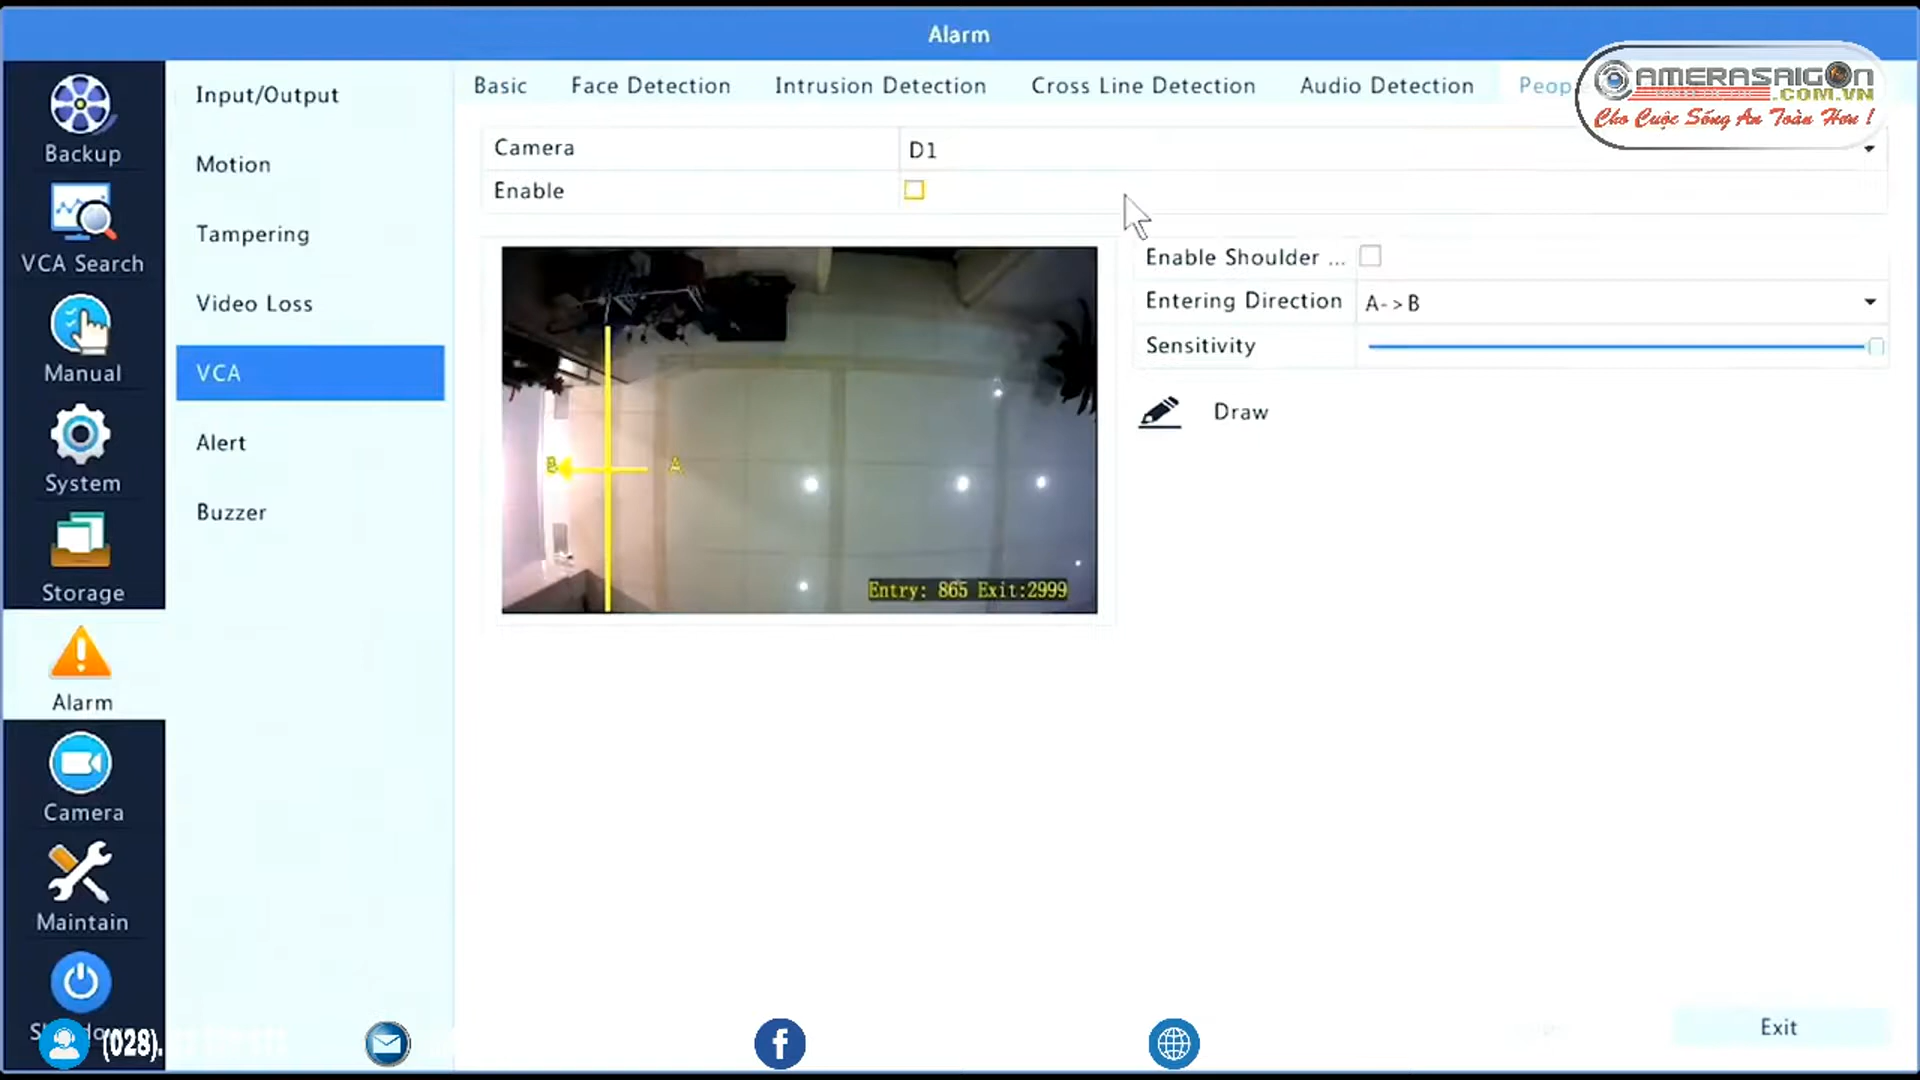 Alarm
CAMERASAIGON
.COM.VN
Cho Cuộc Sống An Toàn Hơn !
Backup
VCA Search
Manual
System
Storage
Alarm
Camera
Maintain
Input/Output
Motion
Tampering
Video Loss
VCA
Alert
Buzzer
Basic
Face Detection
Intrusion Detection
Cross Line Detection
Audio Detection
Camera
D1
Enable
Enable Shoulder ...
Entering Direction
A->B
Sensitivity
Draw
B
A
Entry: 865 Exit:2999
(028).
Exit